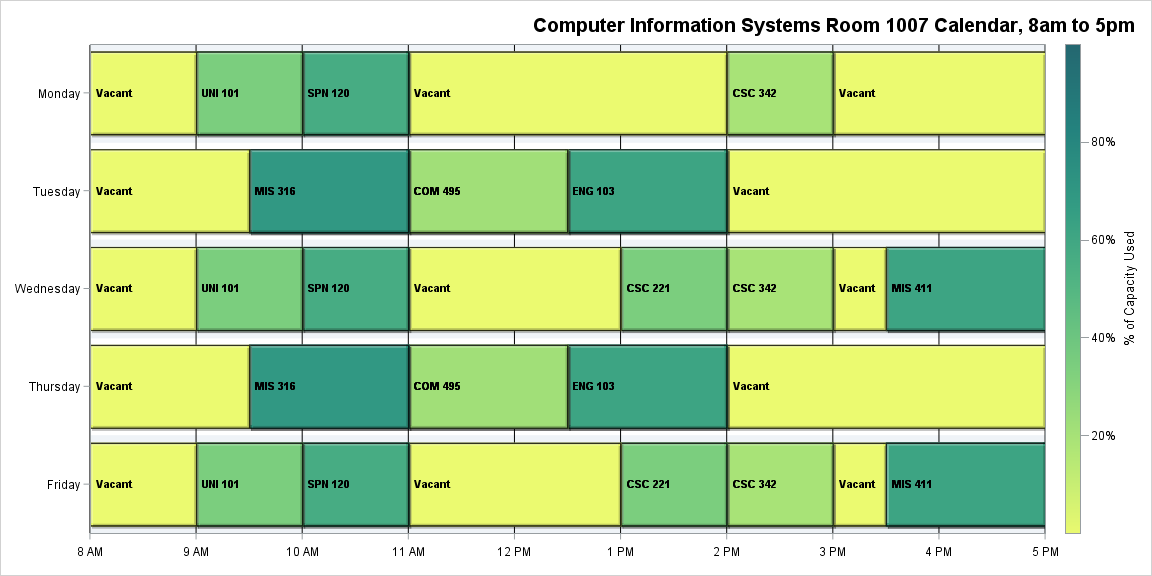 Computer Information Systems Room 1007 Calendar, 8am to 5pm
Monday Vacant UNI 101 SPN 120 Vacant CSC 342 Vacant
80%
Tuesday Vacant MIS 316 COM 495 ENG 103 Vacant
60%
Wednesday Vacant UNI 101 SPN 120 Vacant CSC 221 CSC 342 Vacant MIS 411
% of Capacity Used
40%
Thursday Vacant MIS 316 COM 495 ENG 103 Vacant
20%
Friday Vacant UNI 101 SPN 120 Vacant CSC 221 CSC 342 Vacant MIS 411
8 AM 9 AM 10 AM 11 AM 12 PM 1 PM 2 PM 3 PM 4 PM 5 PM